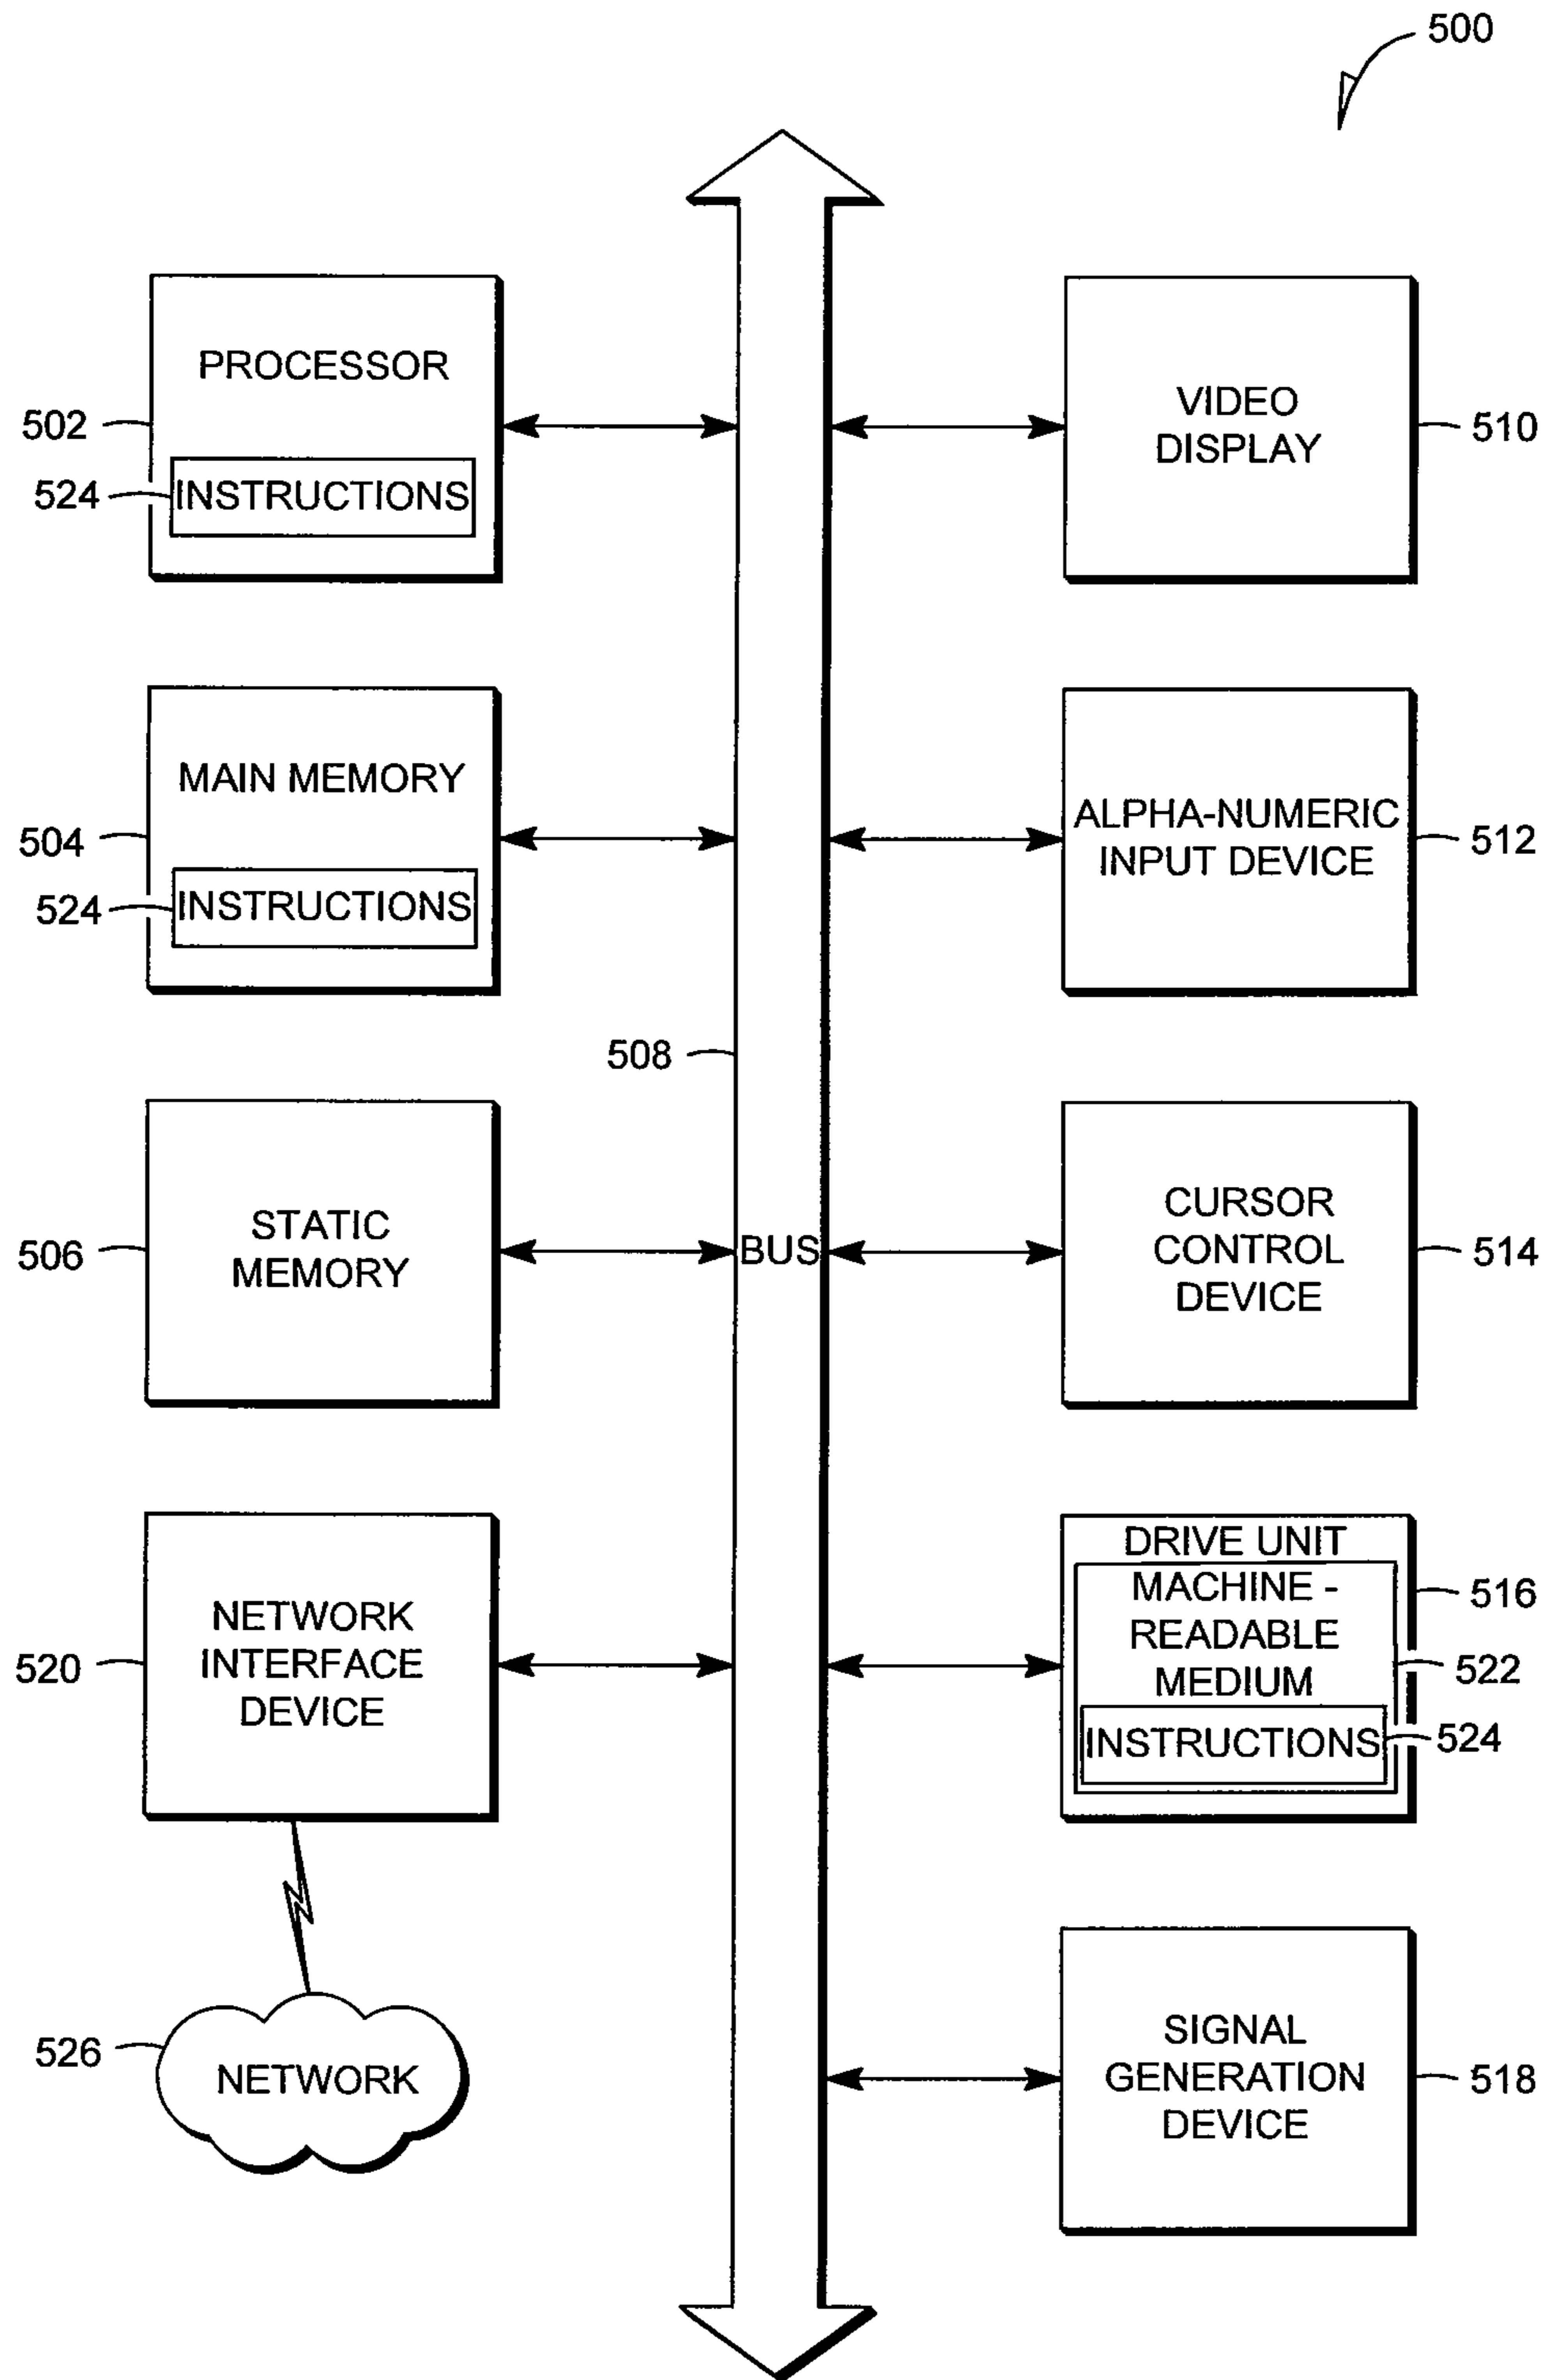 500
PROCESSOR
502
524
INSTRUCTIONS
VIDEO
DISPLAY
510
MAIN MEMORY
504
524
INSTRUCTIONS
ALPHA-NUMERIC
INPUT DEVICE
512
508
STATIC
MEMORY
506
BUS
CURSOR
CONTROL
DEVICE
514
NETWORK
INTERFACE
DEVICE
520
DRIVE UNIT
MACHINE -
READABLE
MEDIUM
516
522
INSTRUCTIONS
524
526
NETWORK
SIGNAL
GENERATION
DEVICE
518